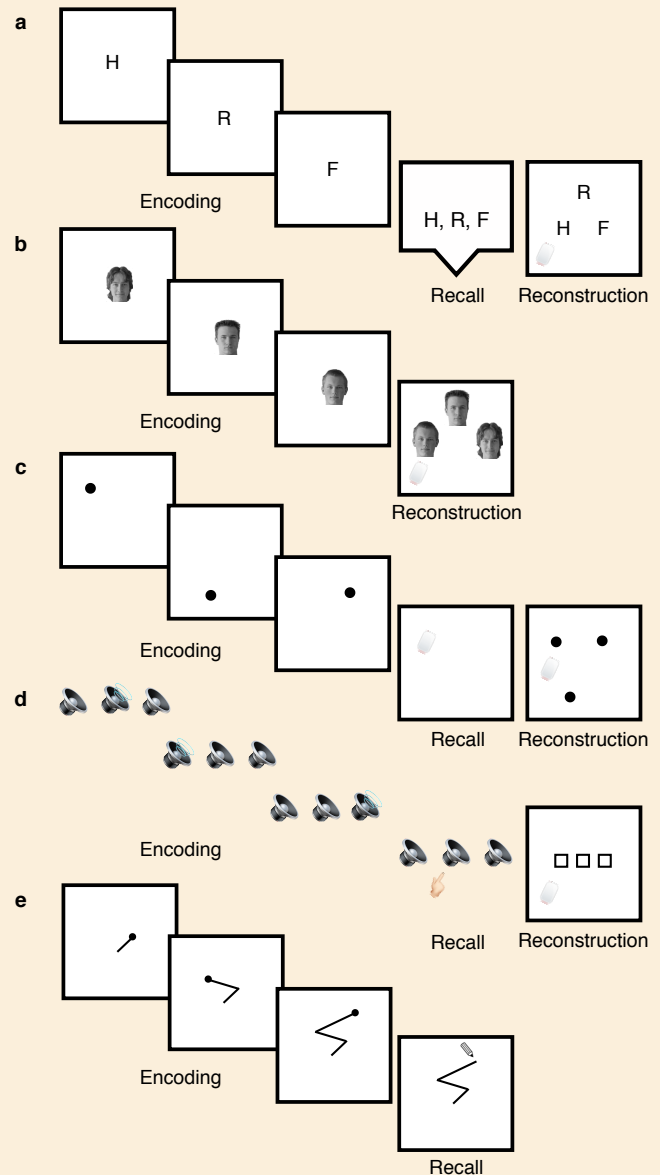 a
H
R
F
Encoding
H, R, F
Recall
R
H F
Reconstruction
b
Encoding
Reconstruction
c
Encoding
Recall
Reconstruction
d
Encoding
Recall
Reconstruction
e
Encoding
Recall